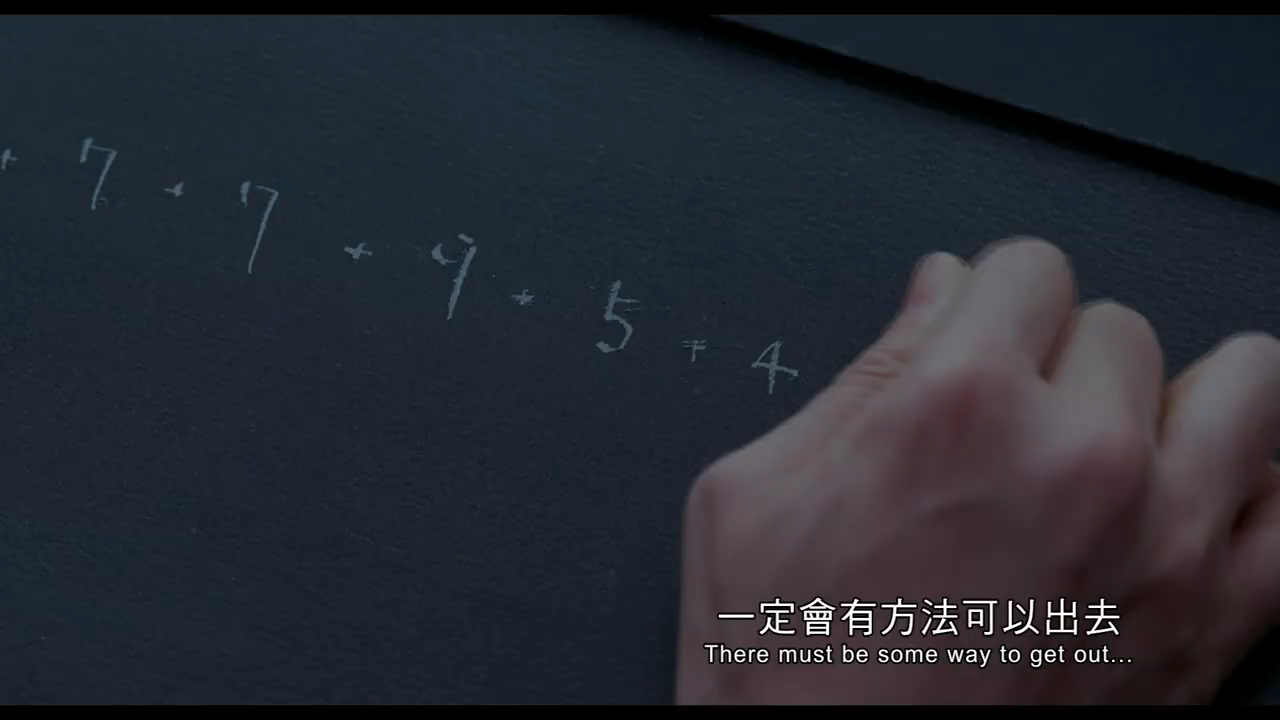 + 7 + 7 + 9 + 5 = 4
一定會有方法可以出去
There must be some way to get out...